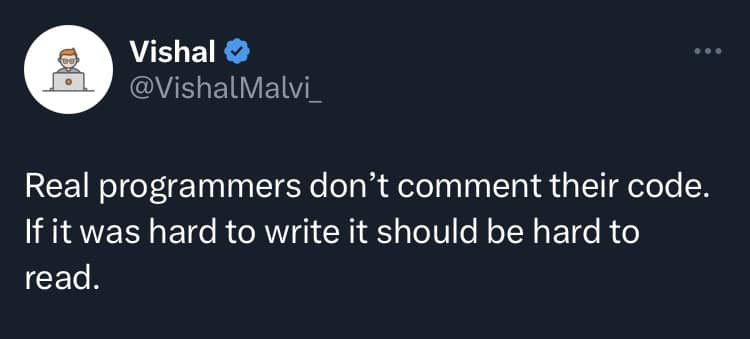 Vishal
@VishalMalvi_
Real programmers don’t comment their code.
If it was hard to write it should be hard to
read.